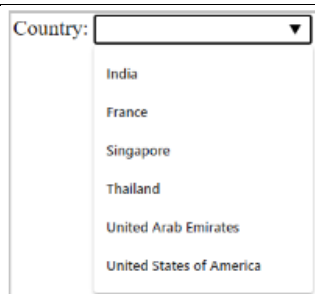 Country:
India
France
Singapore
Thailand
United Arab Emirates
United States of America